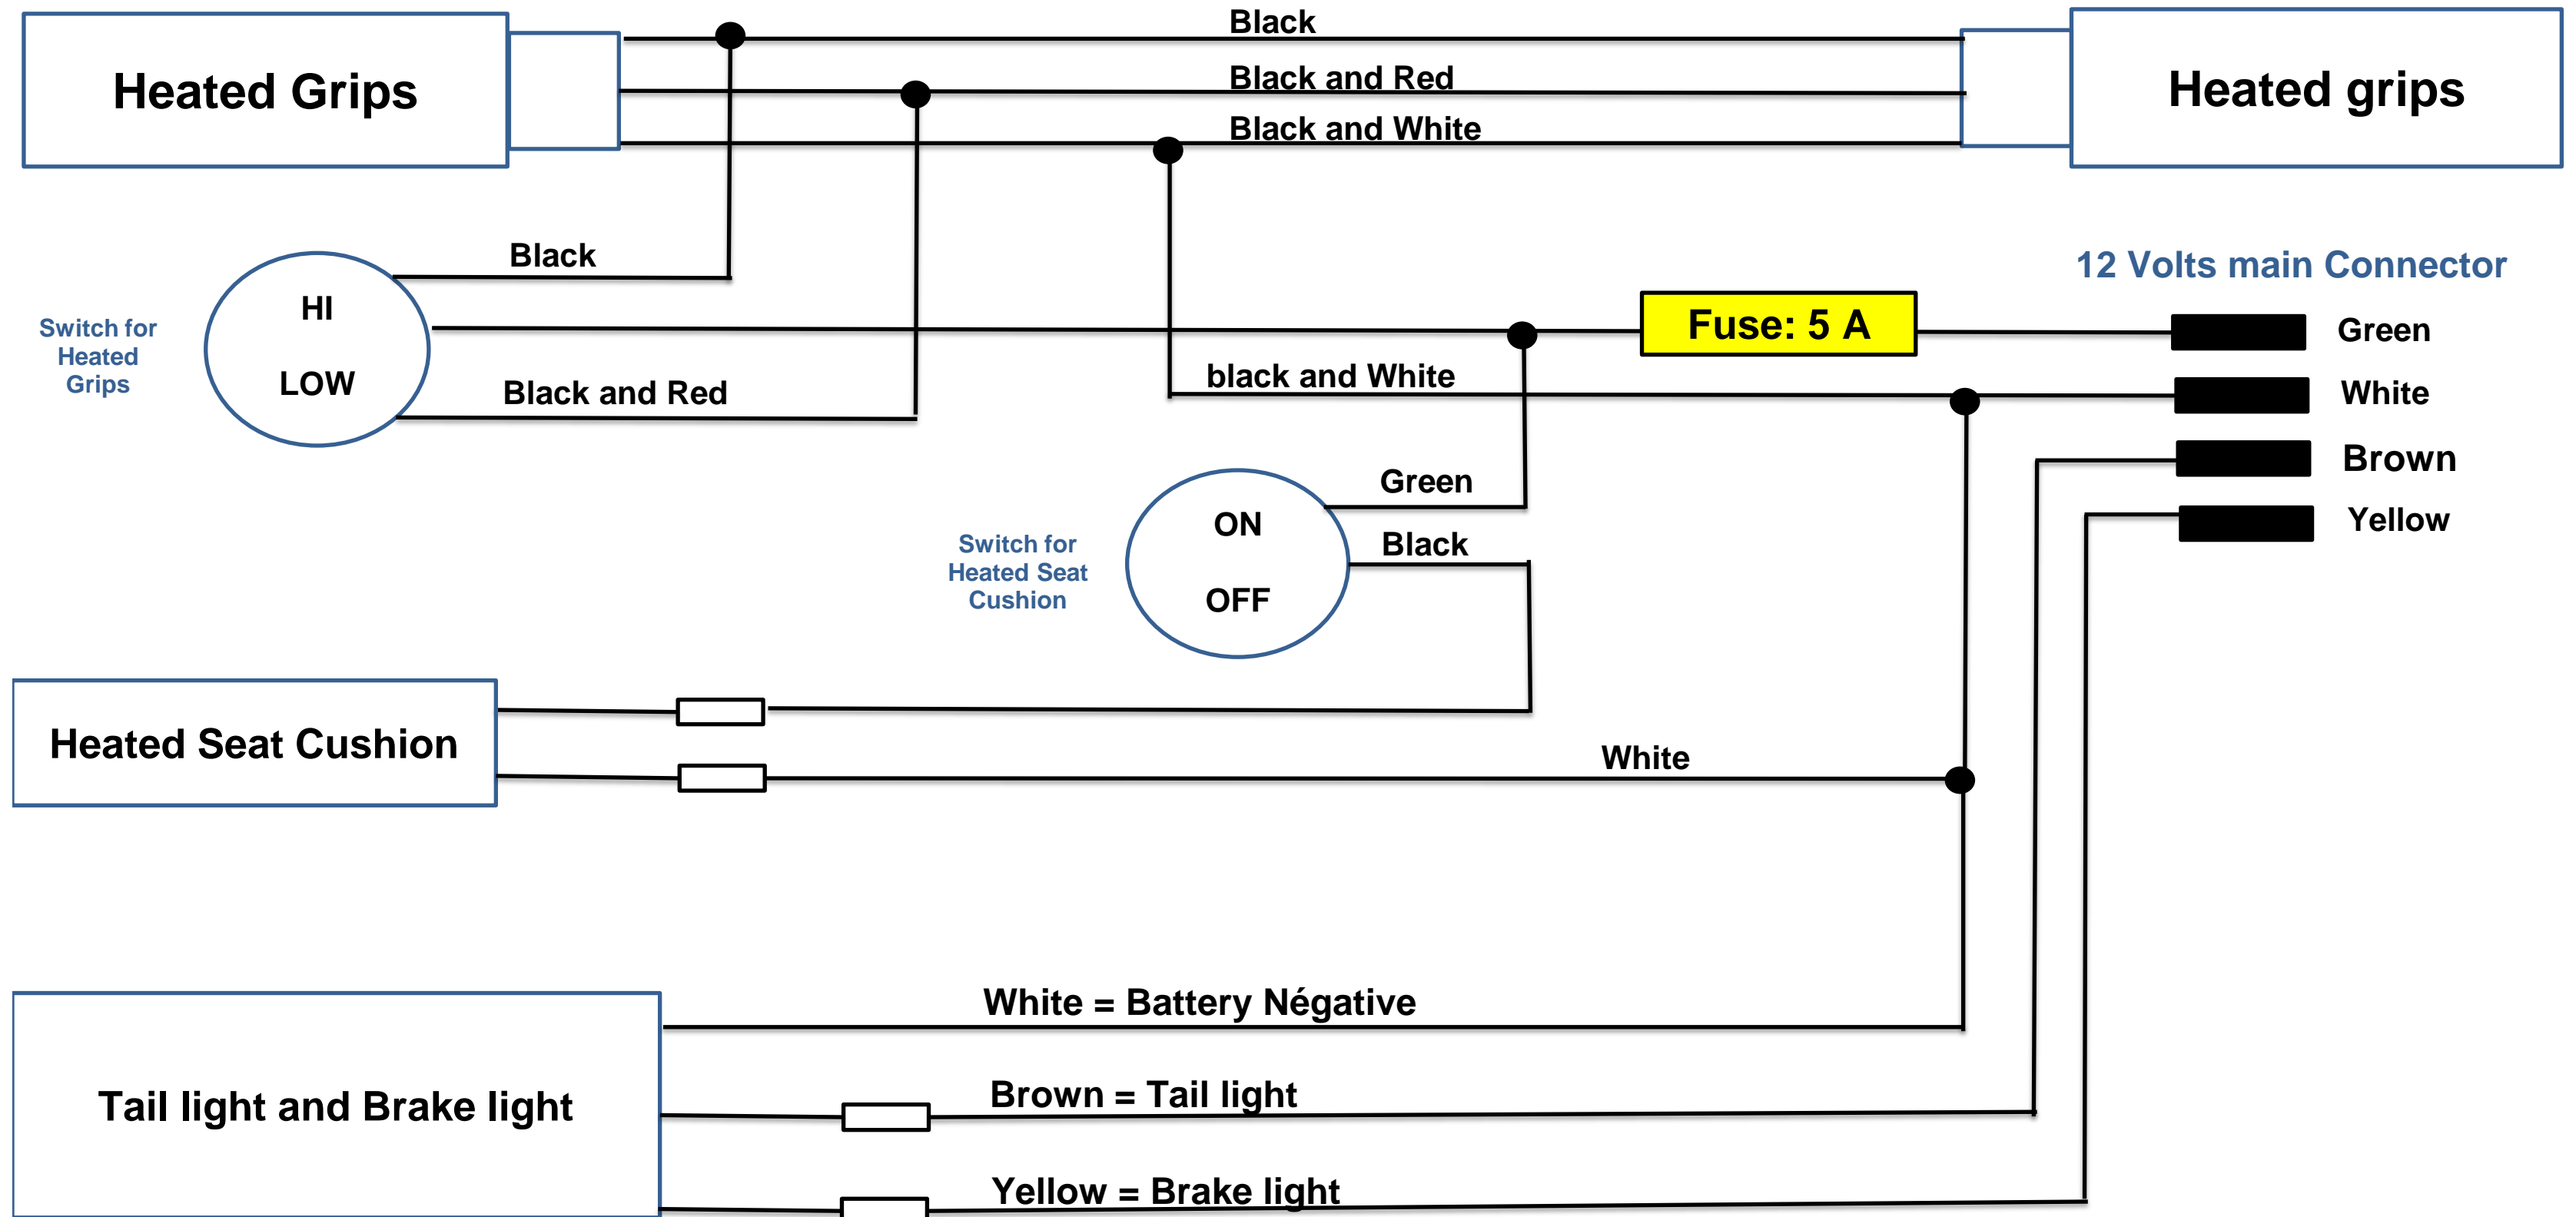 Black
Heated Grips
Black and Red
Heated grips
Black and White
Black
12 Volts main Connector
HI
Switch for
Heated
Grips
Fuse: 5 A
Green
LOW
Black and Red
black and White
White
Brown
Green
ON
Yellow
Switch for
Heated Seat
Cushion
Black
OFF
Heated Seat Cushion
White
White = Battery Négative
Brown = Tail light
Tail light and Brake light
Yellow = Brake light